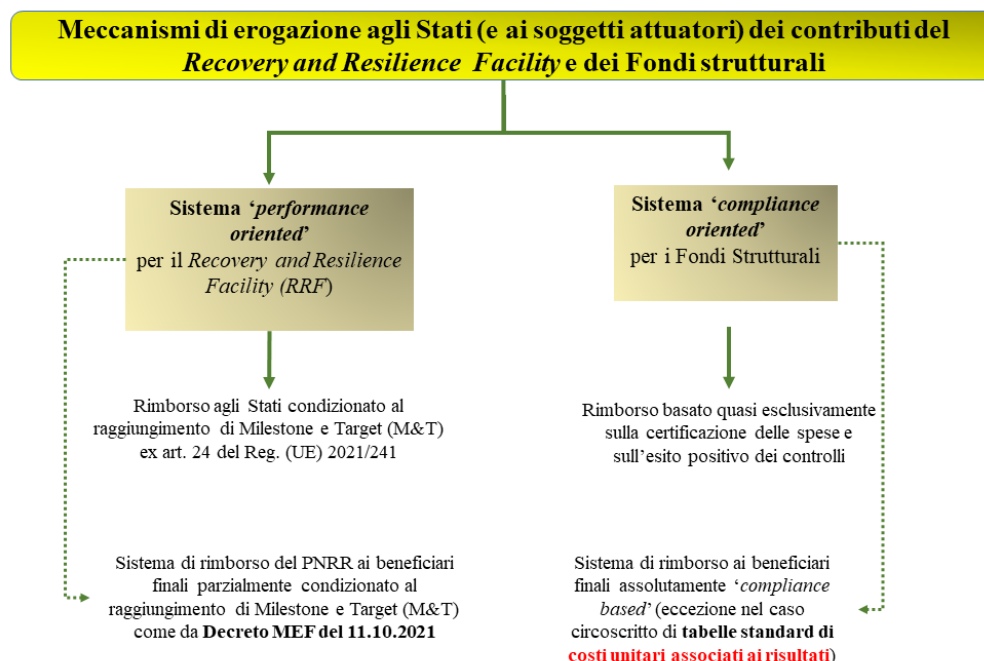 Meccanismi di erogazione agli Stati (e ai soggetti attuatori) dei contributi del
Recovery and Resilience Facility e dei Fondi strutturali
Sistema ‘performance
oriented’
per il Recovery and Resilience
Facility (RRF)
Sistema ‘compliance
oriented’
per i Fondi Strutturali
Rimborso agli Stati condizionato al
raggiungimento di Milestone e Target (M&T)
ex art. 24 del Reg. (UE) 2021/241
Rimborso basato quasi esclusivamente
sulla certificazione delle spese e
sull’esito positivo dei controlli
Sistema di rimborso del PNRR ai beneficiari
finali parzialmente condizionato al
raggiungimento di Milestone e Target (M&T)
come da Decreto MEF del 11.10.2021
Sistema di rimborso ai beneficiari
finali assolutamente ‘compliance
based’ (eccezione nel caso
circoscritto di tabelle standard di
costi unitari associati ai risultati)